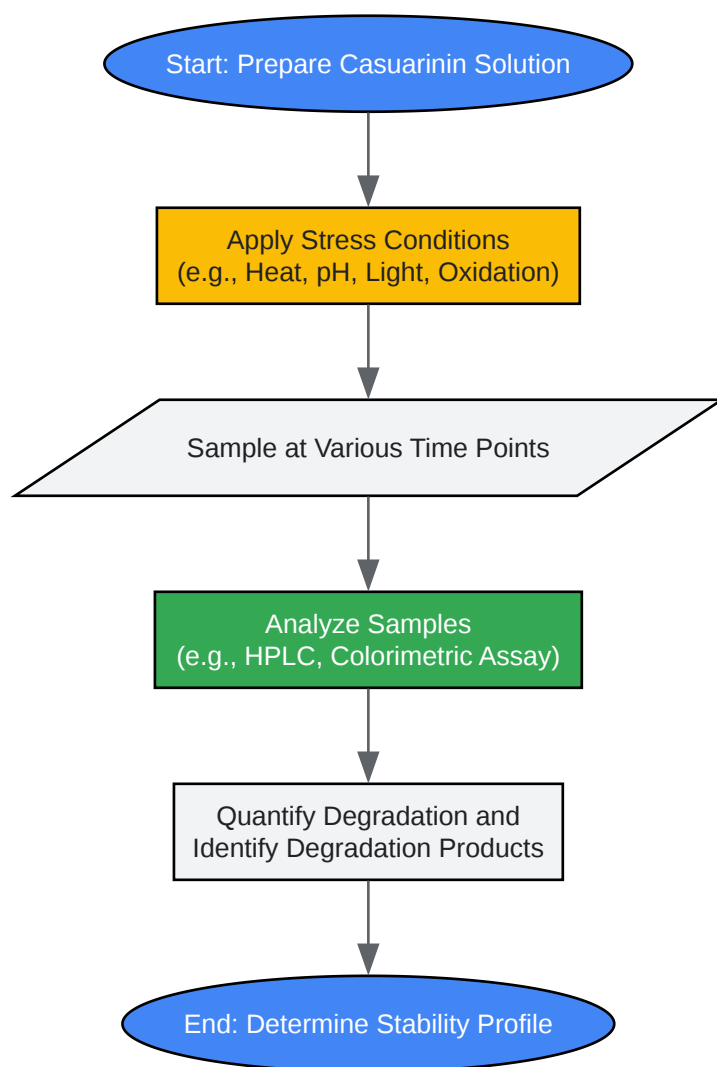 Start: Prepare Casuarinin Solution
Apply Stress Conditions
(e.g., Heat, pH, Light, Oxidation)
Sample at Various Time Points
Analyze Samples
(e.g., HPLC, Colorimetric Assay)
Quantify Degradation and
Identify Degradation Products
End: Determine Stability Profile